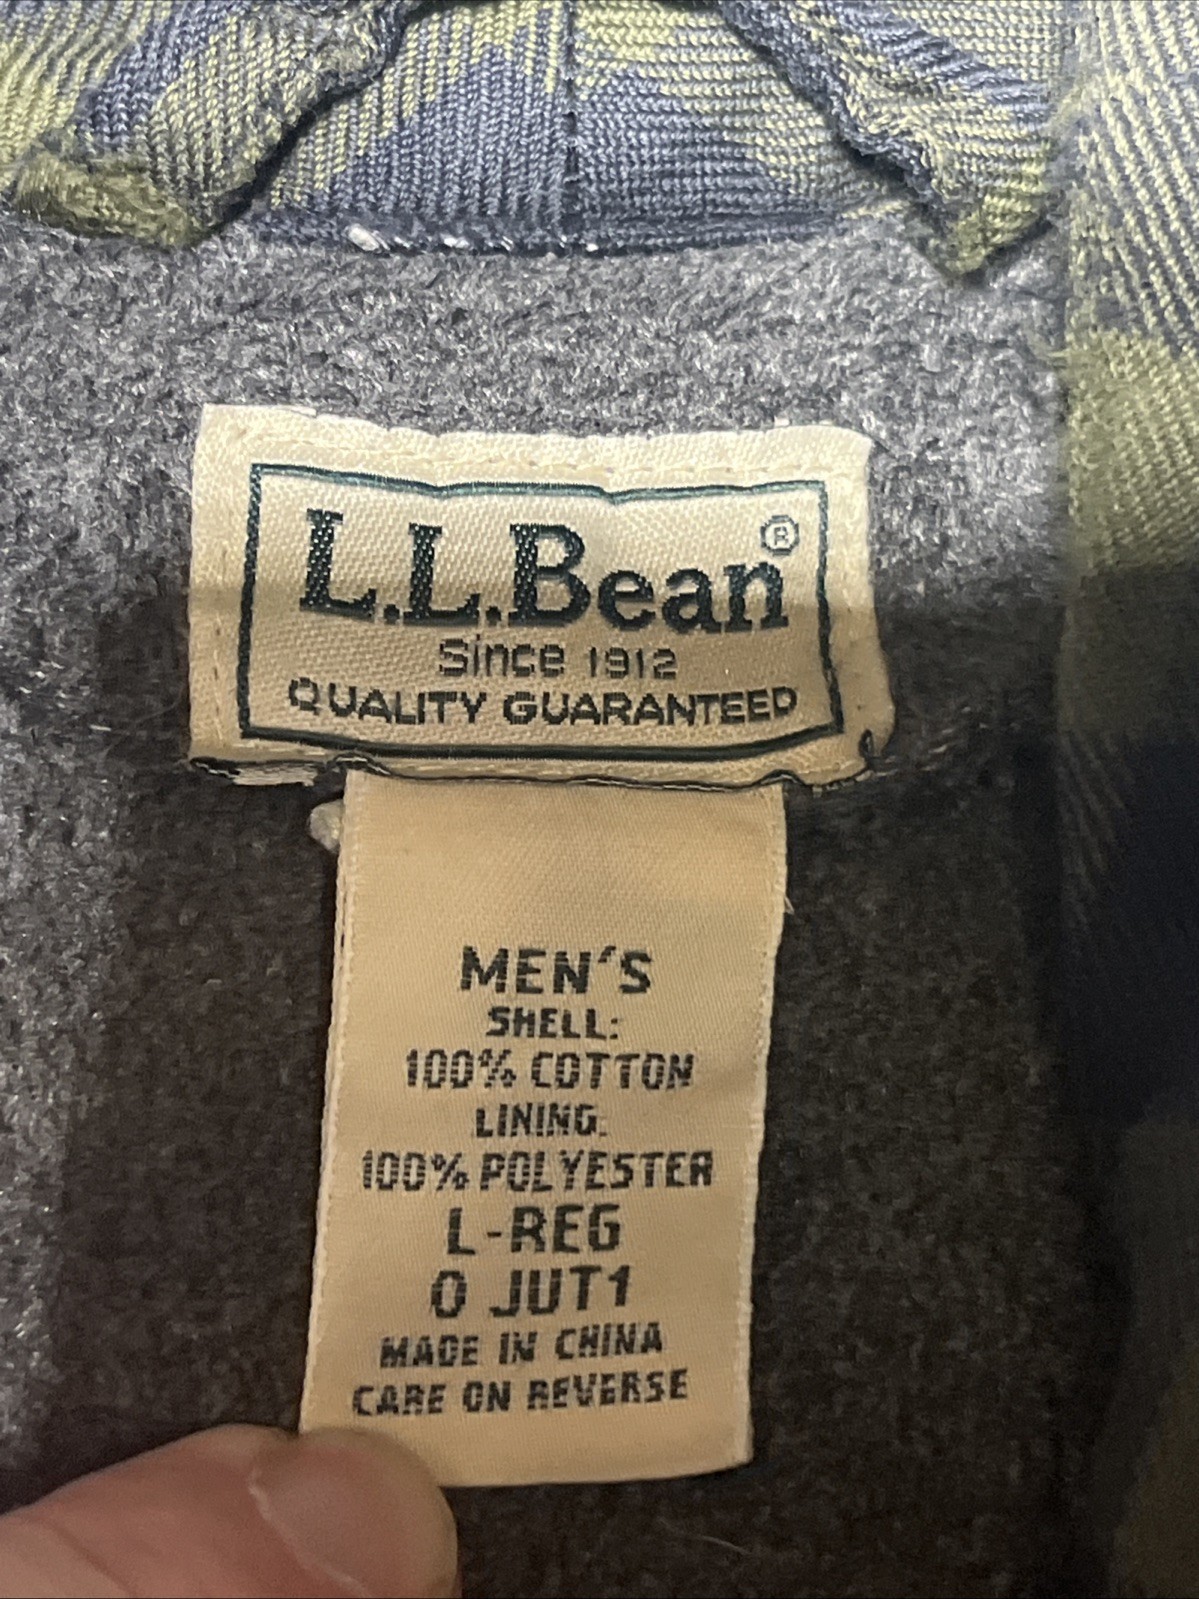 L.L.Bean®
Since 1912
QUALITY GUARANTEED
MEN'S
SHELL:
100% COTTON
LINING:
100% POLYESTER
L-REG
0 JUT1
MADE IN CHINA
CARE ON REVERSE